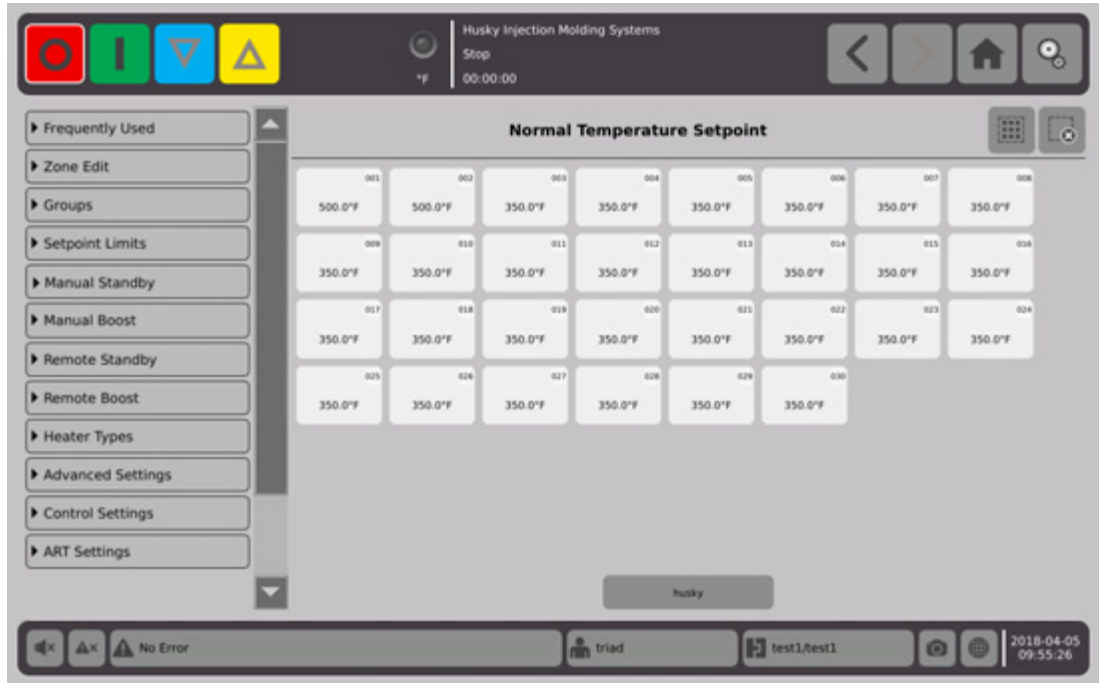 Husky Injection Molding Systems
Stop
°F 00:00:00
Frequently Used
Zone Edit
Groups
Setpoint Limits
Manual Standby
Manual Boost
Remote Standby
Remote Boost
Heater Types
Advanced Settings
Control Settings
ART Settings
Normal Temperature Setpoint
001 002 003 004 005 006 007 008
500.0°F 500.0°F 350.0°F 350.0°F 350.0°F 350.0°F 350.0°F 350.0°F
009 010 011 012 013 014 015 016
350.0°F 350.0°F 350.0°F 350.0°F 350.0°F 350.0°F 350.0°F 350.0°F
017 018 019 020 021 022 023 024
350.0°F 350.0°F 350.0°F 350.0°F 350.0°F 350.0°F 350.0°F 350.0°F
025 026 027 028 029 030
350.0°F 350.0°F 350.0°F 350.0°F 350.0°F 350.0°F
husky
No Error triad test1/test1 2018-04-05
09:55:26